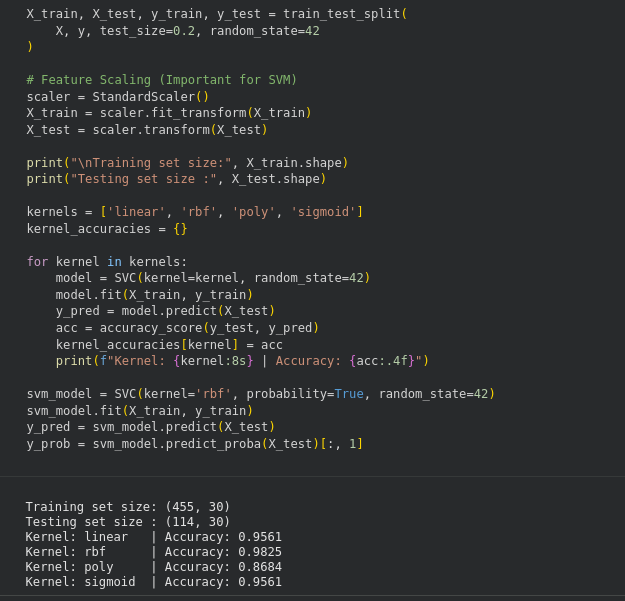 X_train, X_test, y_train, y_test = train_test_split(
    X, y, test_size=0.2, random_state=42
)
# Feature Scaling (Important for SVM)
scaler = StandardScaler()
X_train = scaler.fit_transform(X_train)
X_test = scaler.transform(X_test)
print("\nTraining set size:", X_train.shape)
print("Testing set size :", X_test.shape)
kernels = ['linear', 'rbf', 'poly', 'sigmoid']
kernel_accuracies = {}
for kernel in kernels:
    model = SVC(kernel=kernel, random_state=42)
    model.fit(X_train, y_train)
    y_pred = model.predict(X_test)
    acc = accuracy_score(y_test, y_pred)
    kernel_accuracies[kernel] = acc
    print(f"Kernel: {kernel:8s} | Accuracy: {acc:.4f}")
svm_model = SVC(kernel='rbf', probability=True, random_state=42)
svm_model.fit(X_train, y_train)
y_pred = svm_model.predict(X_test)
y_prob = svm_model.predict_proba(X_test)[:, 1]
Training set size: (455, 30)
Testing set size : (114, 30)
Kernel: linear   | Accuracy: 0.9561
Kernel: rbf      | Accuracy: 0.9825
Kernel: poly     | Accuracy: 0.8684
Kernel: sigmoid  | Accuracy: 0.9561